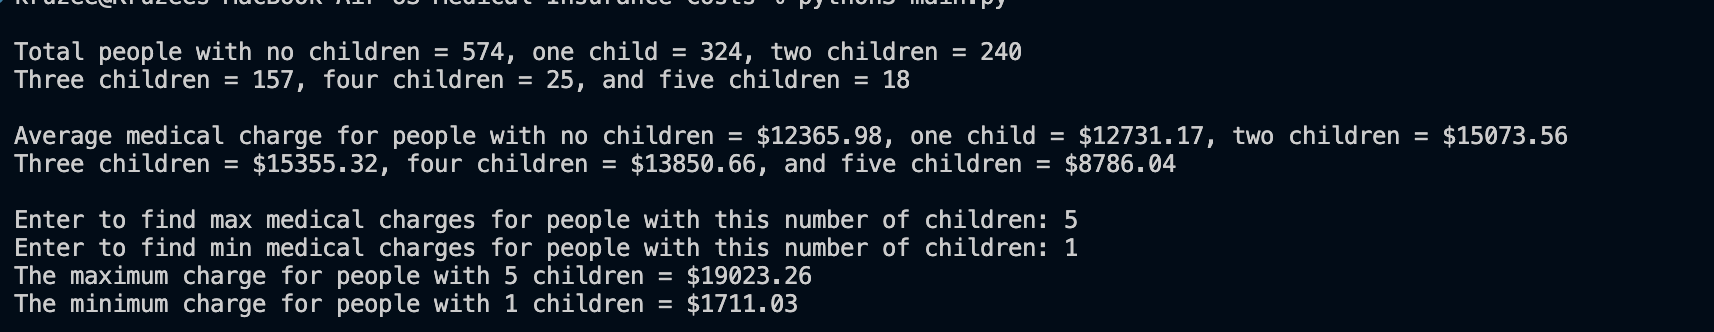 Total people with no children = 574, one child = 324, two children = 240
Three children = 157, four children = 25, and five children = 18
Average medical charge for people with no children = $12365.98, one child = $12731.17, two children = $15073.56
Three children = $15355.32, four children = $13850.66, and five children = $8786.04
Enter to find max medical charges for people with this number of children: 5
Enter to find min medical charges for people with this number of children: 1
The maximum charge for people with 5 children = $19023.26
The minimum charge for people with 1 children = $1711.03